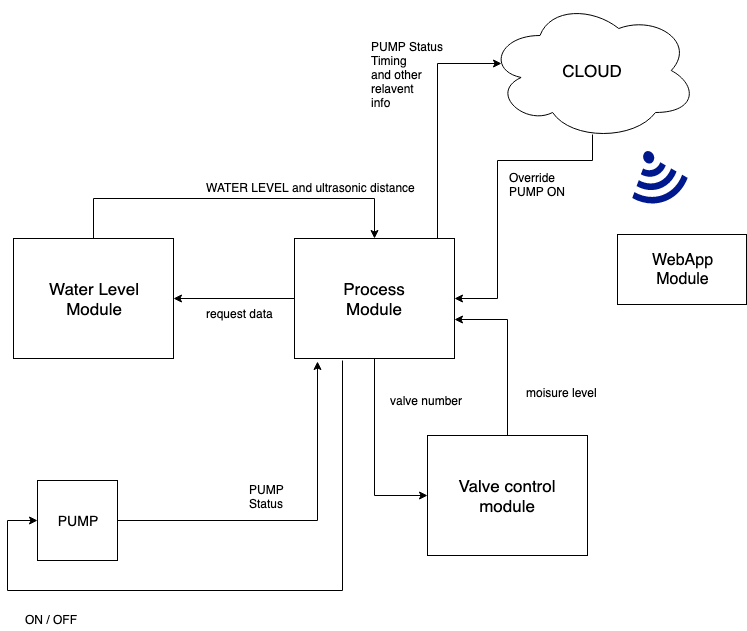 PUMP Status
Timing
and other
relavent
info
CLOUD
Override
PUMP ON
WATER LEVEL and ultrasonic distance
Water Level
Module
Process
Module
WebApp
Module
request data
valve number
moisure level
PUMP
Status
Valve control
module
PUMP
ON / OFF